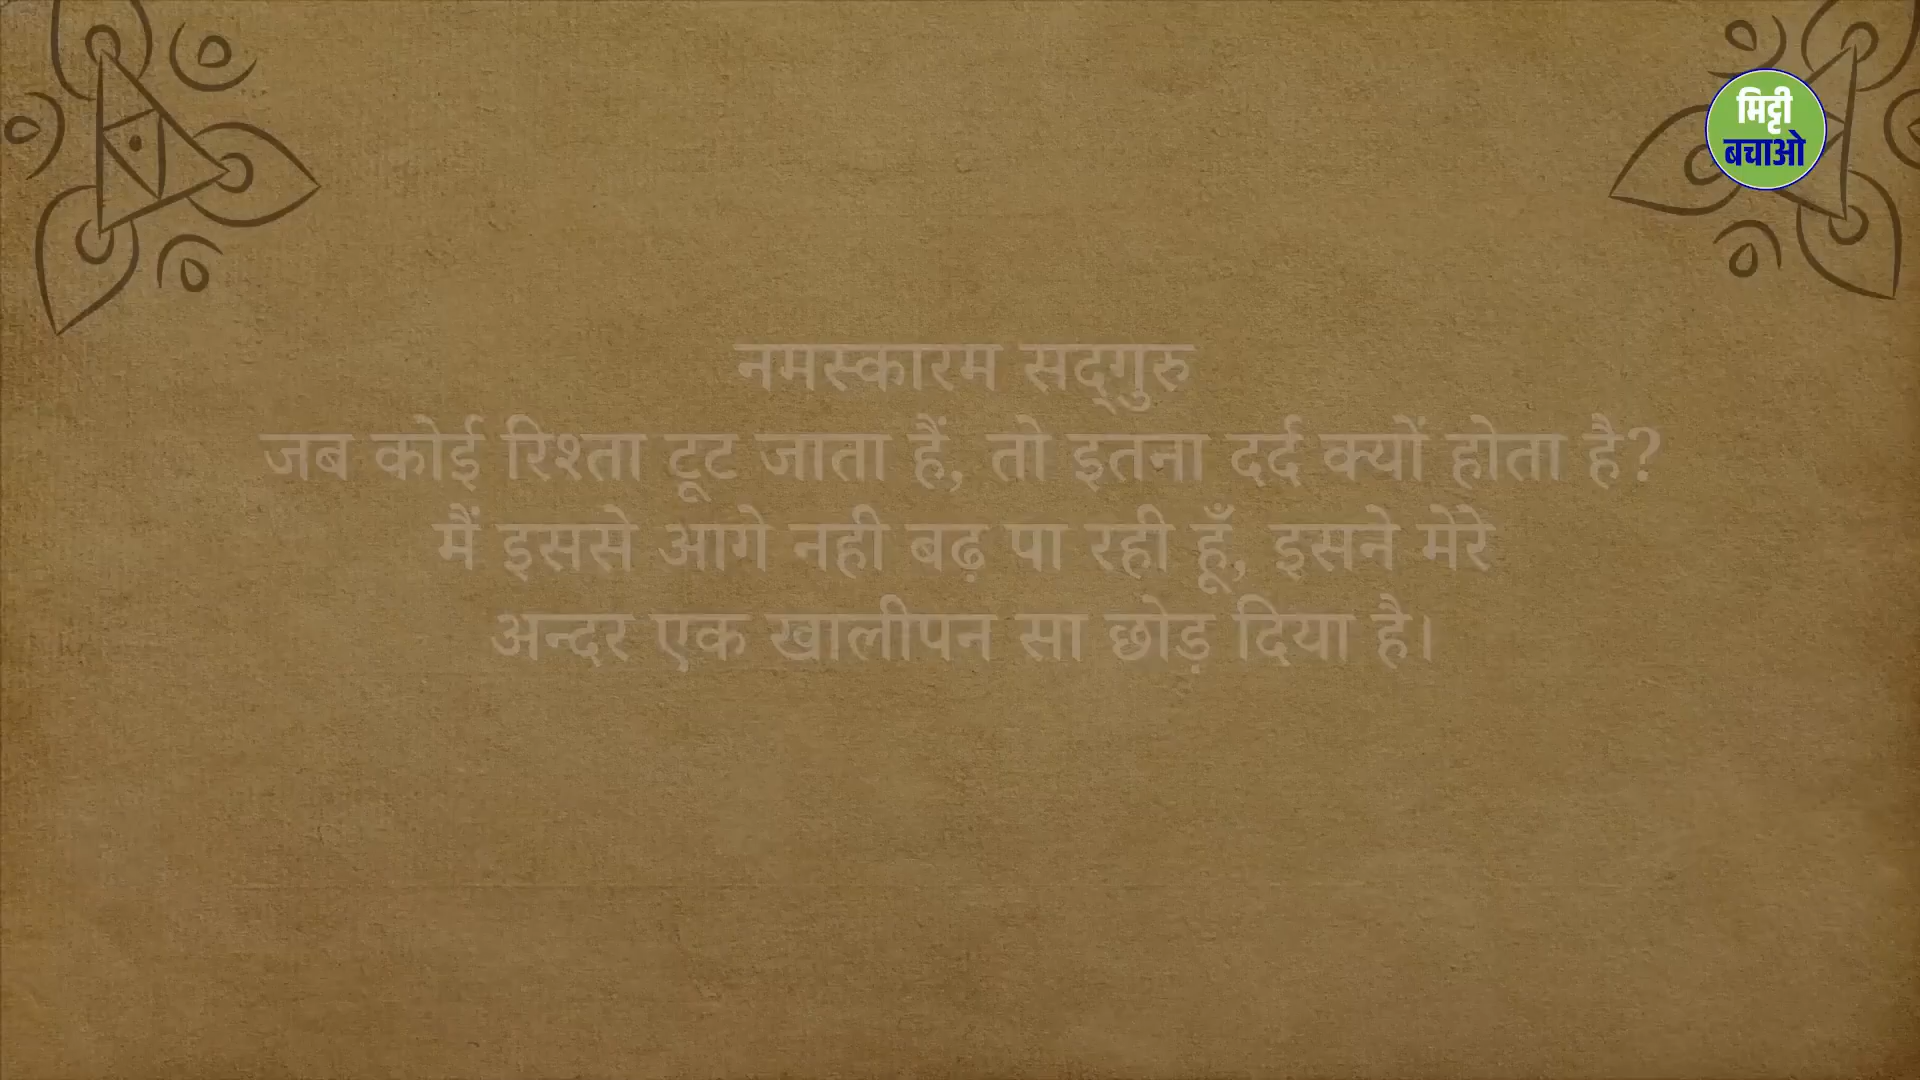 मिट्टी
बचाओ
नमस्कारम सद्‌गुरु
जब कोई रिश्ता टूट जाता हैं, तो इतना दर्द क्यों होता है?
मैं इससे आगे नही बढ़ पा रही हूँ, इसने मेरे
अन्दर एक खालीपन सा छोड़ दिया है।